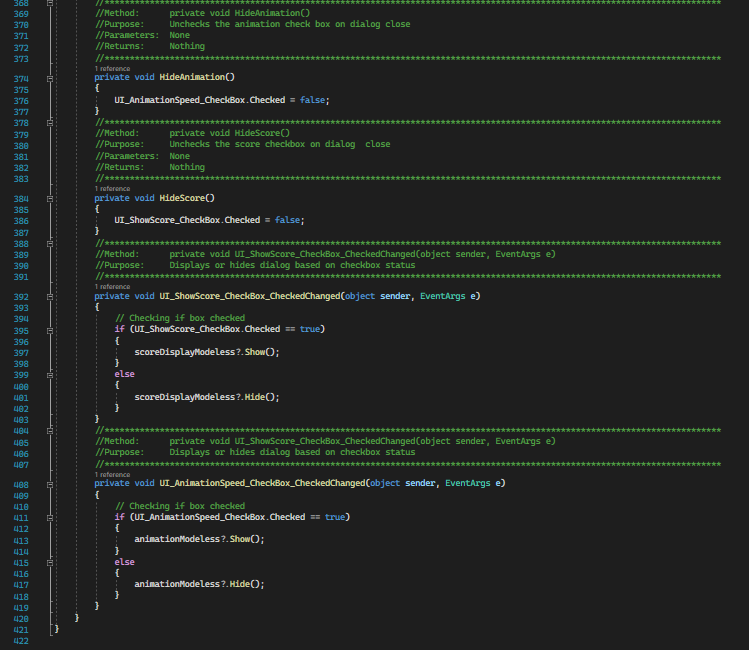 368 //***************************************************************************************************************************
369 //Method:      private void HideAnimation()
370 //Purpose:     Unchecks the animation check box on dialog close
371 //Parameters:  None
372 //Returns:     Nothing
373 //***************************************************************************************************************************
1 reference
374 private void HideAnimation()
375 {
376     UI_AnimationSpeed_CheckBox.Checked = false;
377 }
378 //***************************************************************************************************************************
379 //Method:      private void HideScore()
380 //Purpose:     Unchecks the score checkbox on dialog  close
381 //Parameters:  None
382 //Returns:     Nothing
383 //***************************************************************************************************************************
1 reference
384 private void HideScore()
385 {
386     UI_ShowScore_CheckBox.Checked = false;
387 }
388 //***************************************************************************************************************************
389 //Method:      private void UI_ShowScore_CheckBox_CheckedChanged(object sender, EventArgs e)
390 //Purpose:     Displays or hides dialog based on checkbox status
391 //***************************************************************************************************************************
1 reference
392 private void UI_ShowScore_CheckBox_CheckedChanged(object sender, EventArgs e)
393 {
394     // Checking if box checked
395     if (UI_ShowScore_CheckBox.Checked == true)
396     {
397         scoreDisplayModeless?.Show();
398     }
399     else
400     {
401         scoreDisplayModeless?.Hide();
402     }
403 }
404 //***************************************************************************************************************************
405 //Method:      private void UI_ShowScore_CheckBox_CheckedChanged(object sender, EventArgs e)
406 //Purpose:     Displays or hides dialog based on checkbox status
407 //***************************************************************************************************************************
1 reference
408 private void UI_AnimationSpeed_CheckBox_CheckedChanged(object sender, EventArgs e)
409 {
410     // Checking if box checked
411     if (UI_AnimationSpeed_CheckBox.Checked == true)
412     {
413         animationModeless?.Show();
414     }
415     else
416     {
417         animationModeless?.Hide();
418     }
419 }
420 }
421 }
422